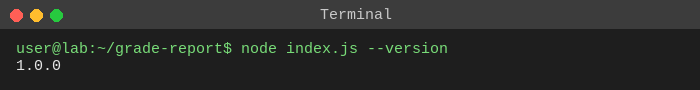 Terminal
user@lab:~/grade-report$ node index.js --version
1.0.0